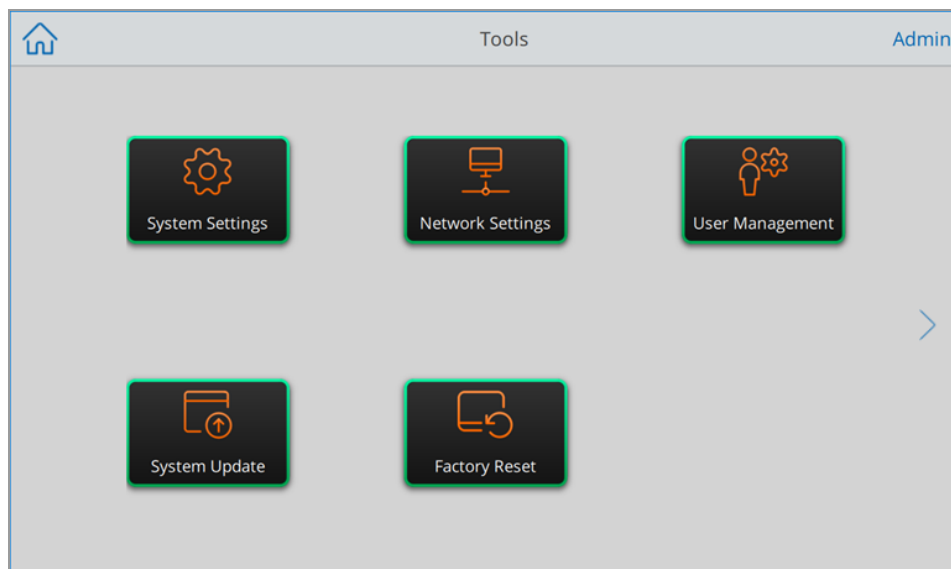 Tools
Admin
System Settings
Network Settings
User Management
System Update
Factory Reset